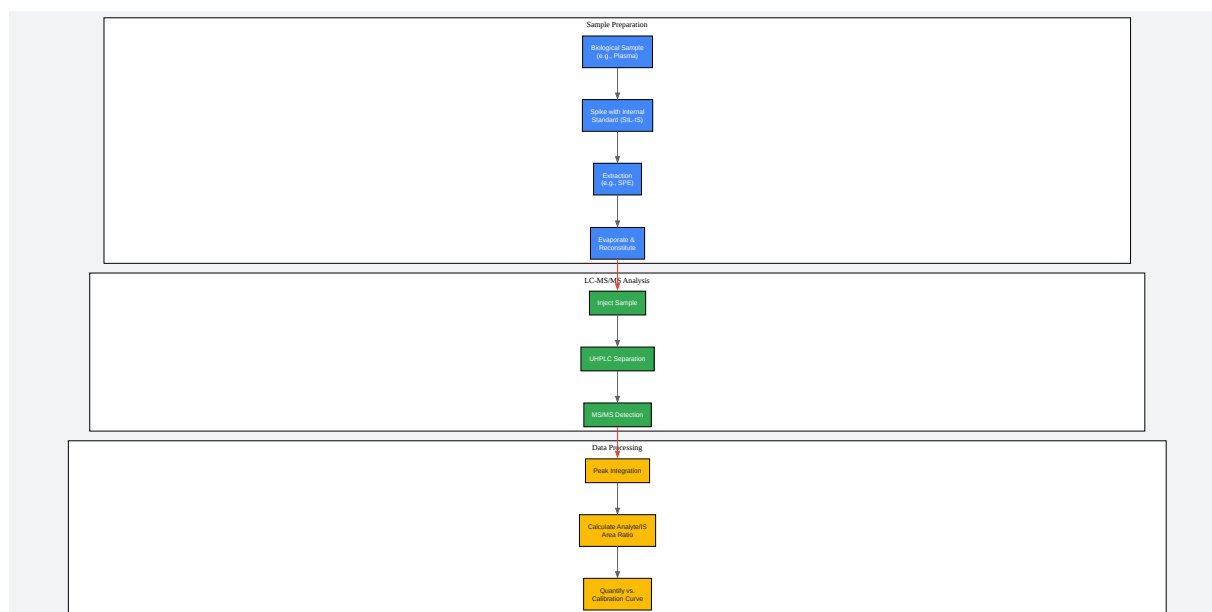 Sample Preparation
Biological Sample
(e.g., Plasma)
Spike with Internal
Standard (SIL-IS)
Extraction
(e.g., SPE)
Evaporate &
Reconstitute
LC-MS/MS Analysis
Inject Sample
UHPLC Separation
MS/MS Detection
Data Processing
Peak Integration
Calculate Analyte/IS
Area Ratio
Quantify vs.
Calibration Curve